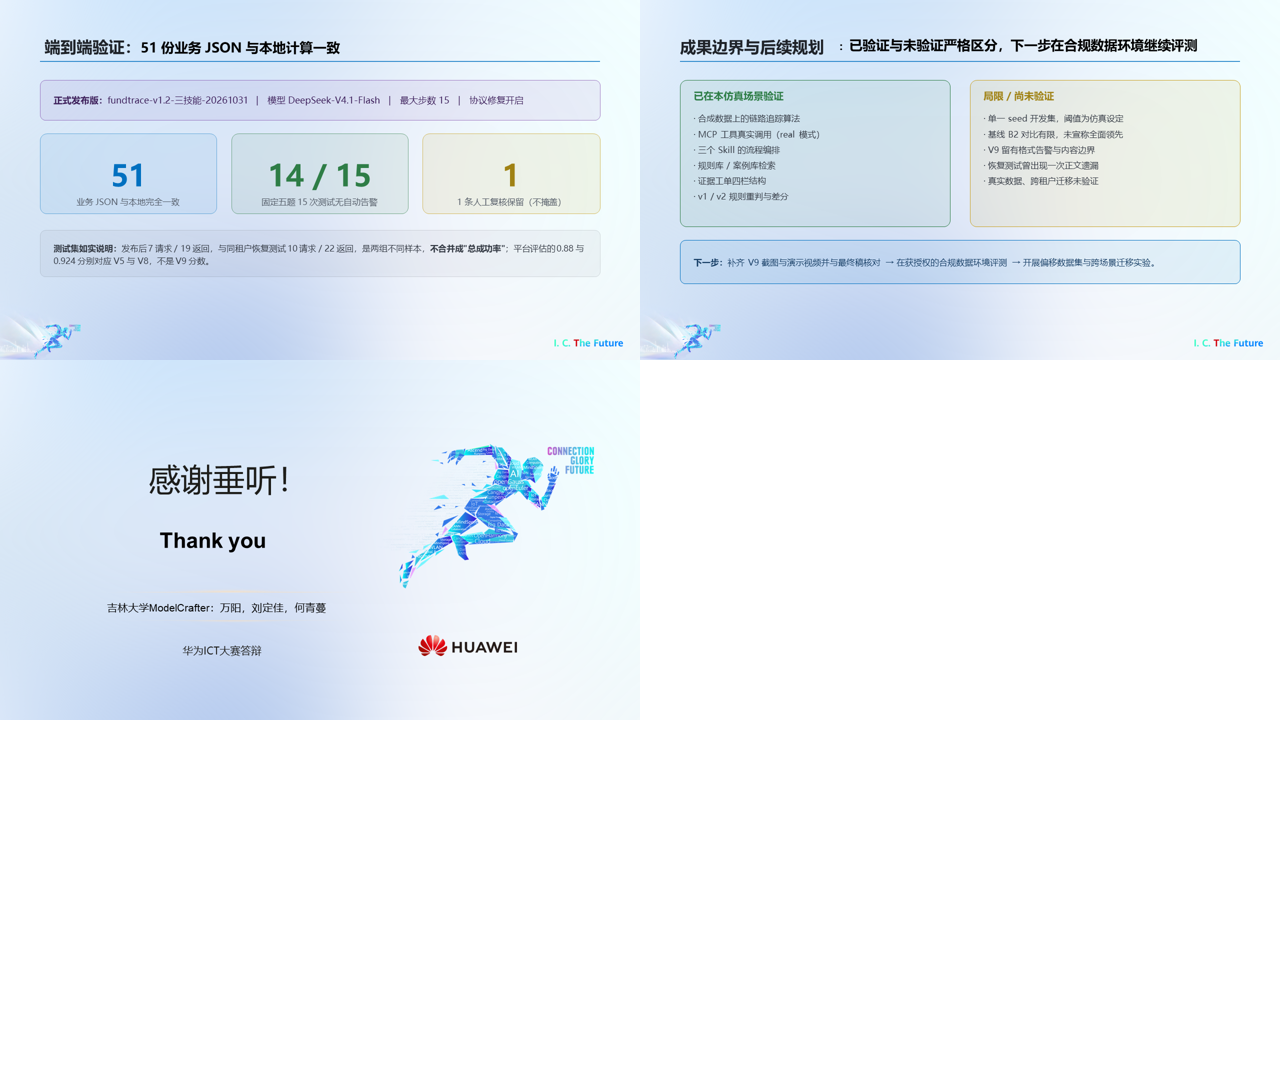 端到端验证：51 份业务 JSON 与本地计算一致
正式发布版：fundtrace-v1.2-三技能-20261031 | 模型 DeepSeek-V4.1-Flash | 最大步数 15 | 协议修复开启
51
业务 JSON 与本地完全一致
14 / 15
固定五题 15 次测试无自动告警
1
1 条人工复核保留（不掩盖）
测试集如实说明：发布后 7 请求 / 19 返回，与同租户恢复测试 10 请求 / 22 返回，是两组不同样本，不合并成"总成功率"；平台评估的 0.88 与
0.924 分别对应 V5 与 V8，不是 V9 分数。
I. C. The Future
成果边界与后续规划 ：已验证与未验证严格区分，下一步在合规数据环境继续评测
已在本仿真场景验证
· 合成数据上的链路追踪算法
· MCP 工具真实调用（real 模式）
· 三个 Skill 的流程编排
· 规则库 / 案例库检索
· 证据工单四栏结构
· v1 / v2 规则重判与差分
局限 / 尚未验证
· 单一 seed 开发集，阈值为仿真设定
· 基线 B2 对比有限，未宣称全面领先
· V9 留有格式告警与内容边界
· 恢复测试曾出现一次正文遗漏
· 真实数据、跨租户迁移未验证
下一步：补齐 V9 截图与演示视频并与最终稿核对 → 在获授权的合规数据环境评测 → 开展偏移数据集与跨场景迁移实验。
I. C. The Future
感谢垂听！
Thank you
吉林大学ModelCrafter：万阳，刘定佳，何青蔓
华为ICT大赛答辩
CONNECTION
GLORY
FUTURE
HUAWEI